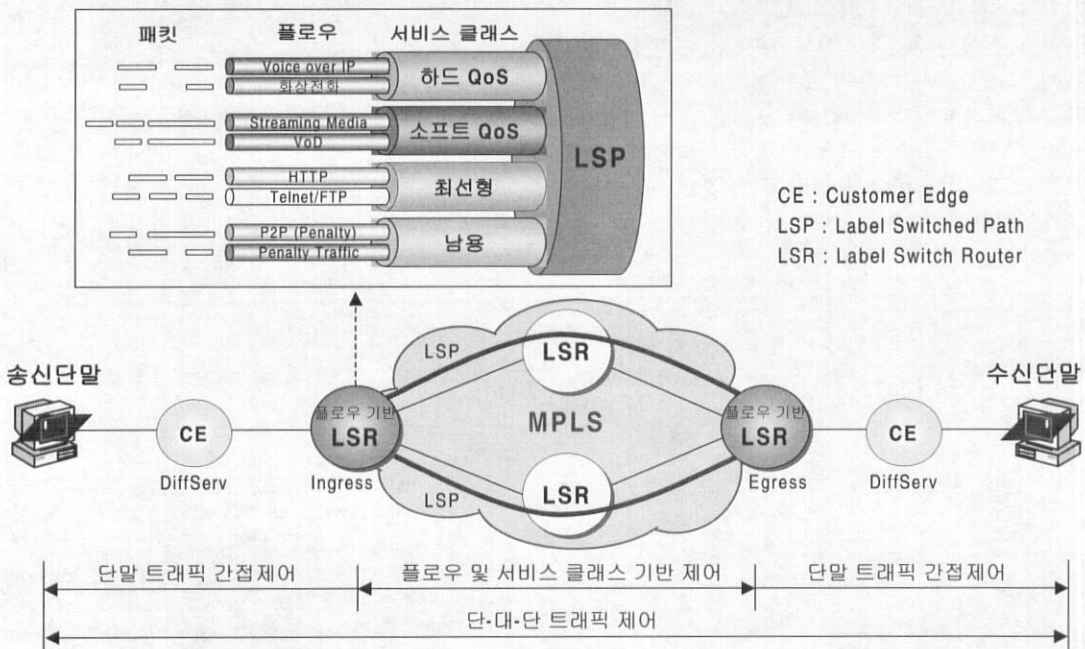 패킷 플로우 서비스 클래스
Voice over IP
화상전화
하드 QoS
Streaming Media
VoD
소프트 QoS
HTTP
Telnet/FTP
최선형
P2P (Penalty)
Penalty Traffic
남용
LSP
CE : Customer Edge
LSP : Label Switched Path
LSR : Label Switch Router
송신단말
수신단말
CE
DiffServ
플로우 기반
LSR
Ingress
LSP
LSR
MPLS
LSP
LSR
플로우 기반
LSR
Egress
CE
DiffServ
단말 트래픽 간접제어
플로우 및 서비스 클래스 기반 제어
단말 트래픽 간접제어
단-대-단 트래픽 제어